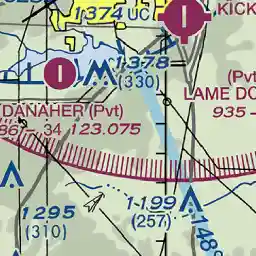 1374 UC
KICK
1378
(330)
(Pvt)
LAME DO
935 -
DANAHER (Pvt)
86 - 34 123.075
1295
(310)
1199
(257)
148